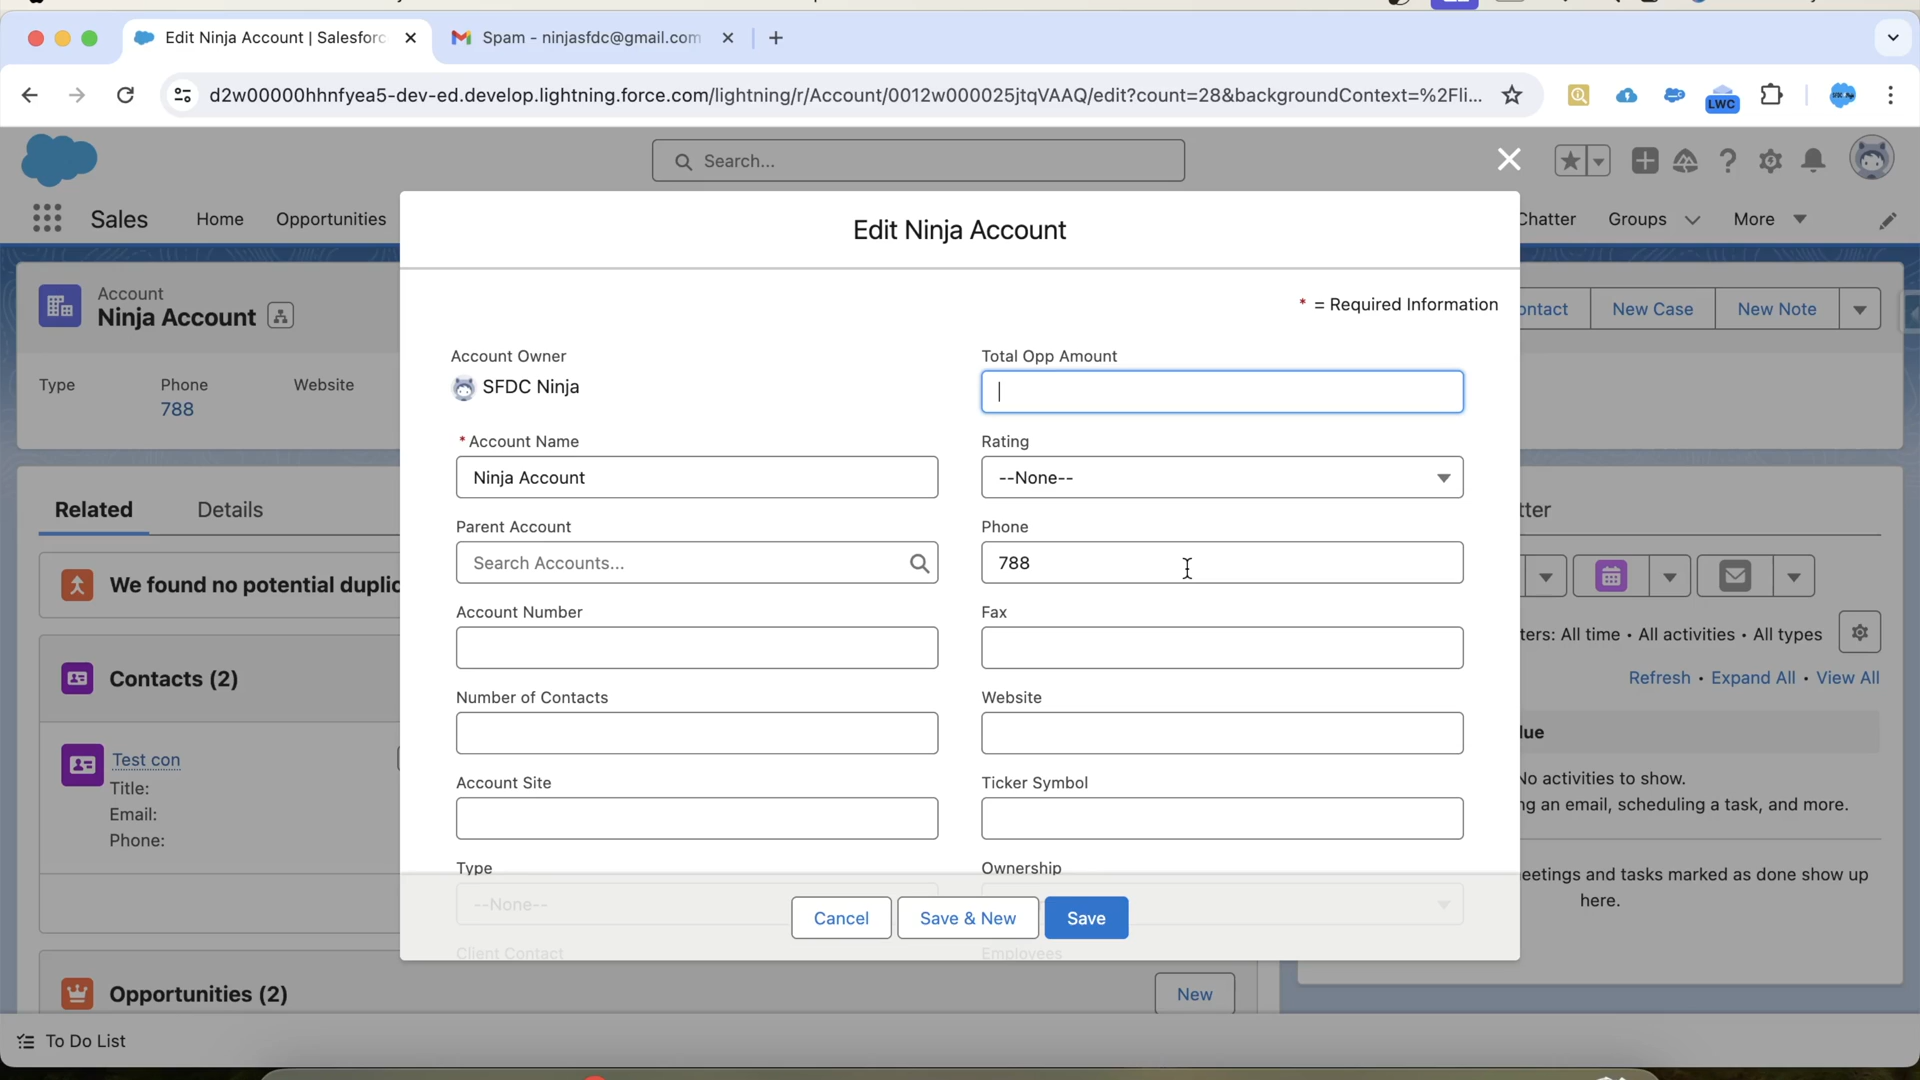 Edit Ninja Account | Salesforc
Spam - ninjasfdc@gmail.com
d2w00000hhnfyea5-dev-ed.develop.lightning.force.com/lightning/r/Account/0012w000025jtqVAAQ/edit?count=28&backgroundContext=%2Fli...
LWC
Search...
Sales
Home
Opportunities
Chatter
Groups
More
Edit Ninja Account
* = Required Information
Account
Ninja Account
ontact
New Case
New Note
Type
Phone
Website
788
Account Owner
SFDC Ninja
Total Opp Amount
* Account Name
Ninja Account
Rating
--None--
Parent Account
Search Accounts...
Phone
788
Account Number
Fax
Number of Contacts
Website
Account Site
Ticker Symbol
Type
--None--
Ownership
Client Contact
Employees
Cancel
Save & New
Save
Related
Details
We found no potential duplic
Contacts (2)
Test con
Title:
Email:
Phone:
Opportunities (2)
New
tter
ters: All time • All activities • All types
Refresh • Expand All • View All
lue
No activities to show.
ng an email, scheduling a task, and more.
eetings and tasks marked as done show up
here.
To Do List